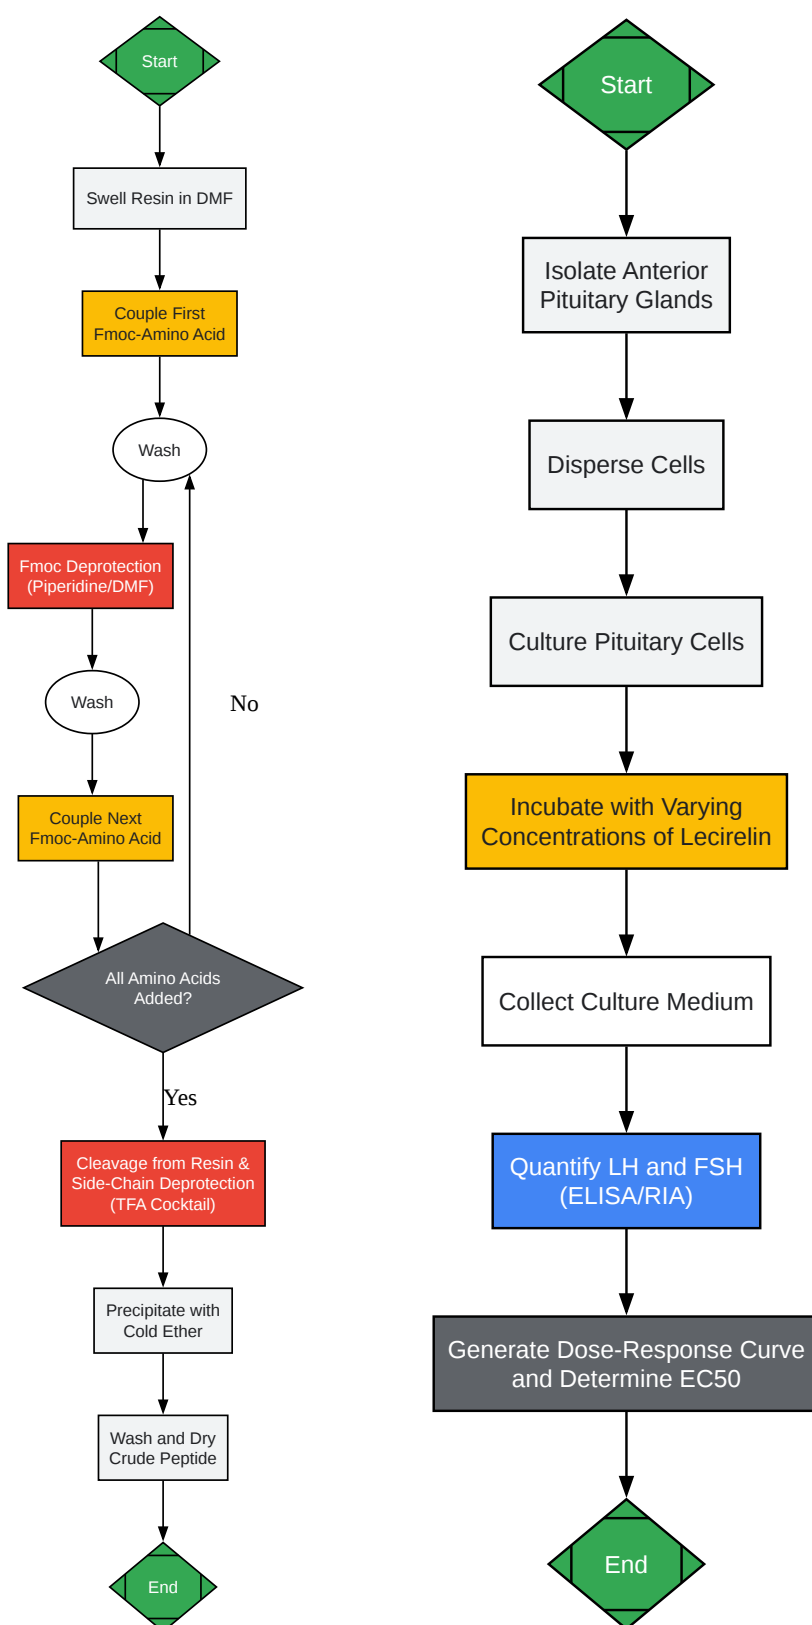 Start
Swell Resin in DMF
Couple First
Fmoc-Amino Acid
Wash
Fmoc Deprotection
(Piperidine/DMF)
Wash
No
Couple Next
Fmoc-Amino Acid
All Amino Acids
Added?
Yes
Cleavage from Resin &
Side-Chain Deprotection
(TFA Cocktail)
Precipitate with
Cold Ether
Wash and Dry
Crude Peptide
End
Start
Isolate Anterior
Pituitary Glands
Disperse Cells
Culture Pituitary Cells
Incubate with Varying
Concentrations of Lecirelin
Collect Culture Medium
Quantify LH and FSH
(ELISA/RIA)
Generate Dose-Response Curve
and Determine EC50
End